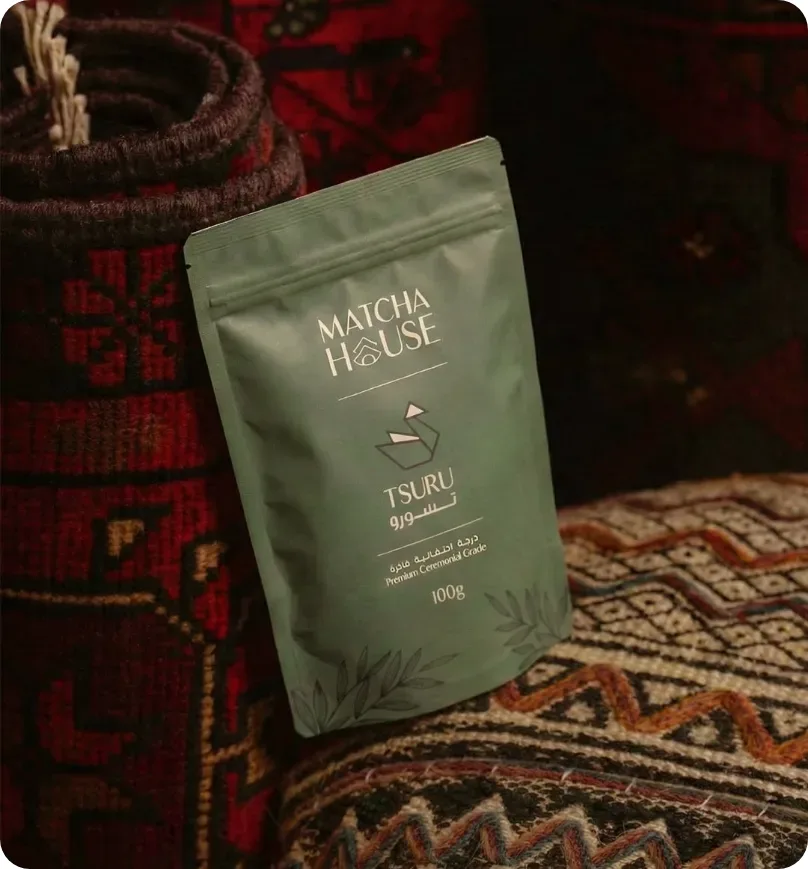 MATCHA
HOUSE
TSURU
تسورو
درجة احتفالية فاخرة
Premium Ceremonial Grade
100g